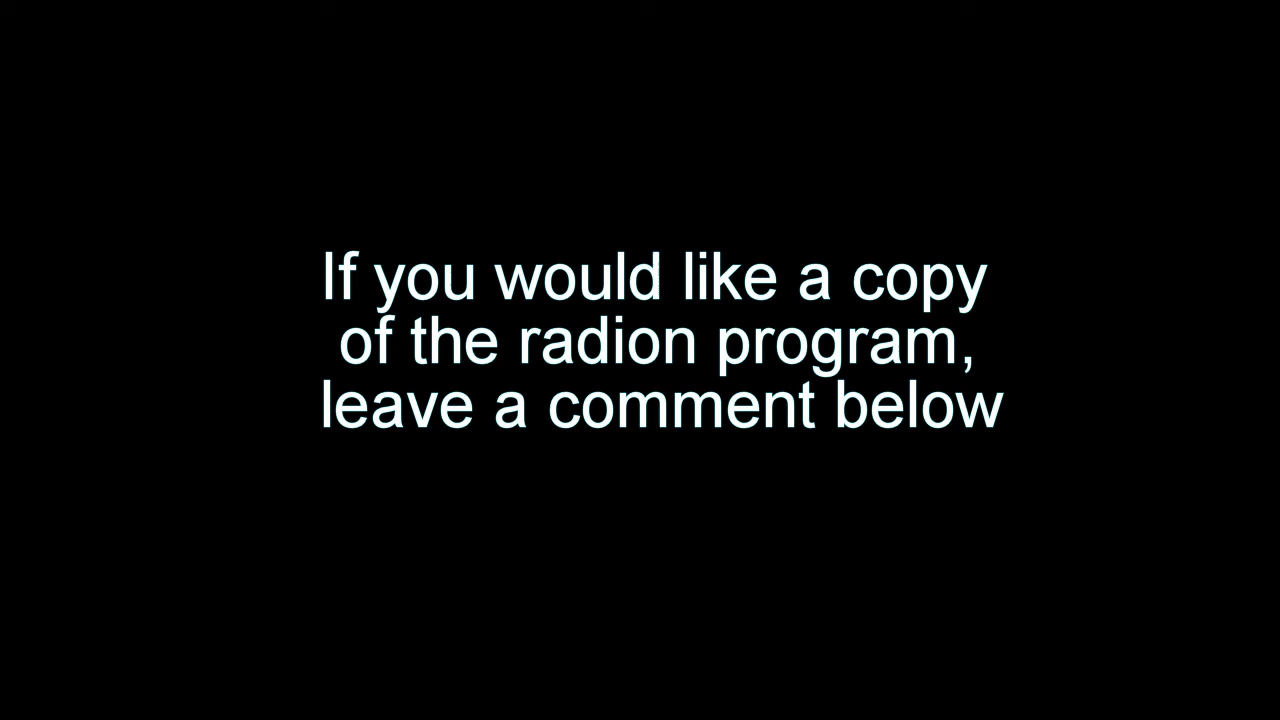 If you would like a copy
of the radion program,
leave a comment below